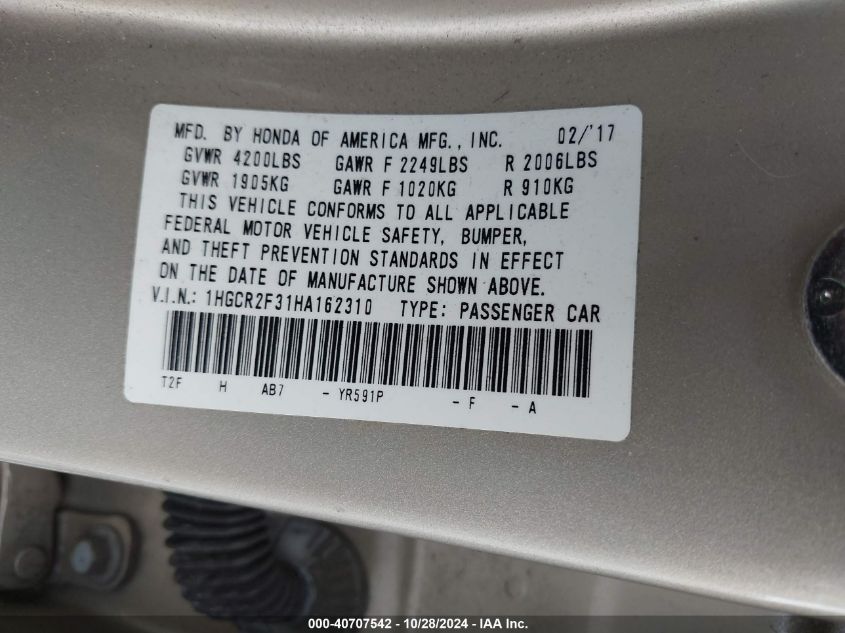 MFD. BY HONDA OF AMERICA MFG., INC. 02/'17
GVWR 4200LBS GAWR F 2249LBS R 2006LBS
GVWR 1905KG GAWR F 1020KG R 910KG
THIS VEHICLE CONFORMS TO ALL APPLICABLE
FEDERAL MOTOR VEHICLE SAFETY, BUMPER,
AND THEFT PREVENTION STANDARDS IN EFFECT
ON THE DATE OF MANUFACTURE SHOWN ABOVE.
V.I.N.: 1HGCR2F31HA162310 TYPE: PASSENGER CAR
T2F H AB7 - YR591P - F - A
000-40707542 - 10/28/2024 - IAA Inc.